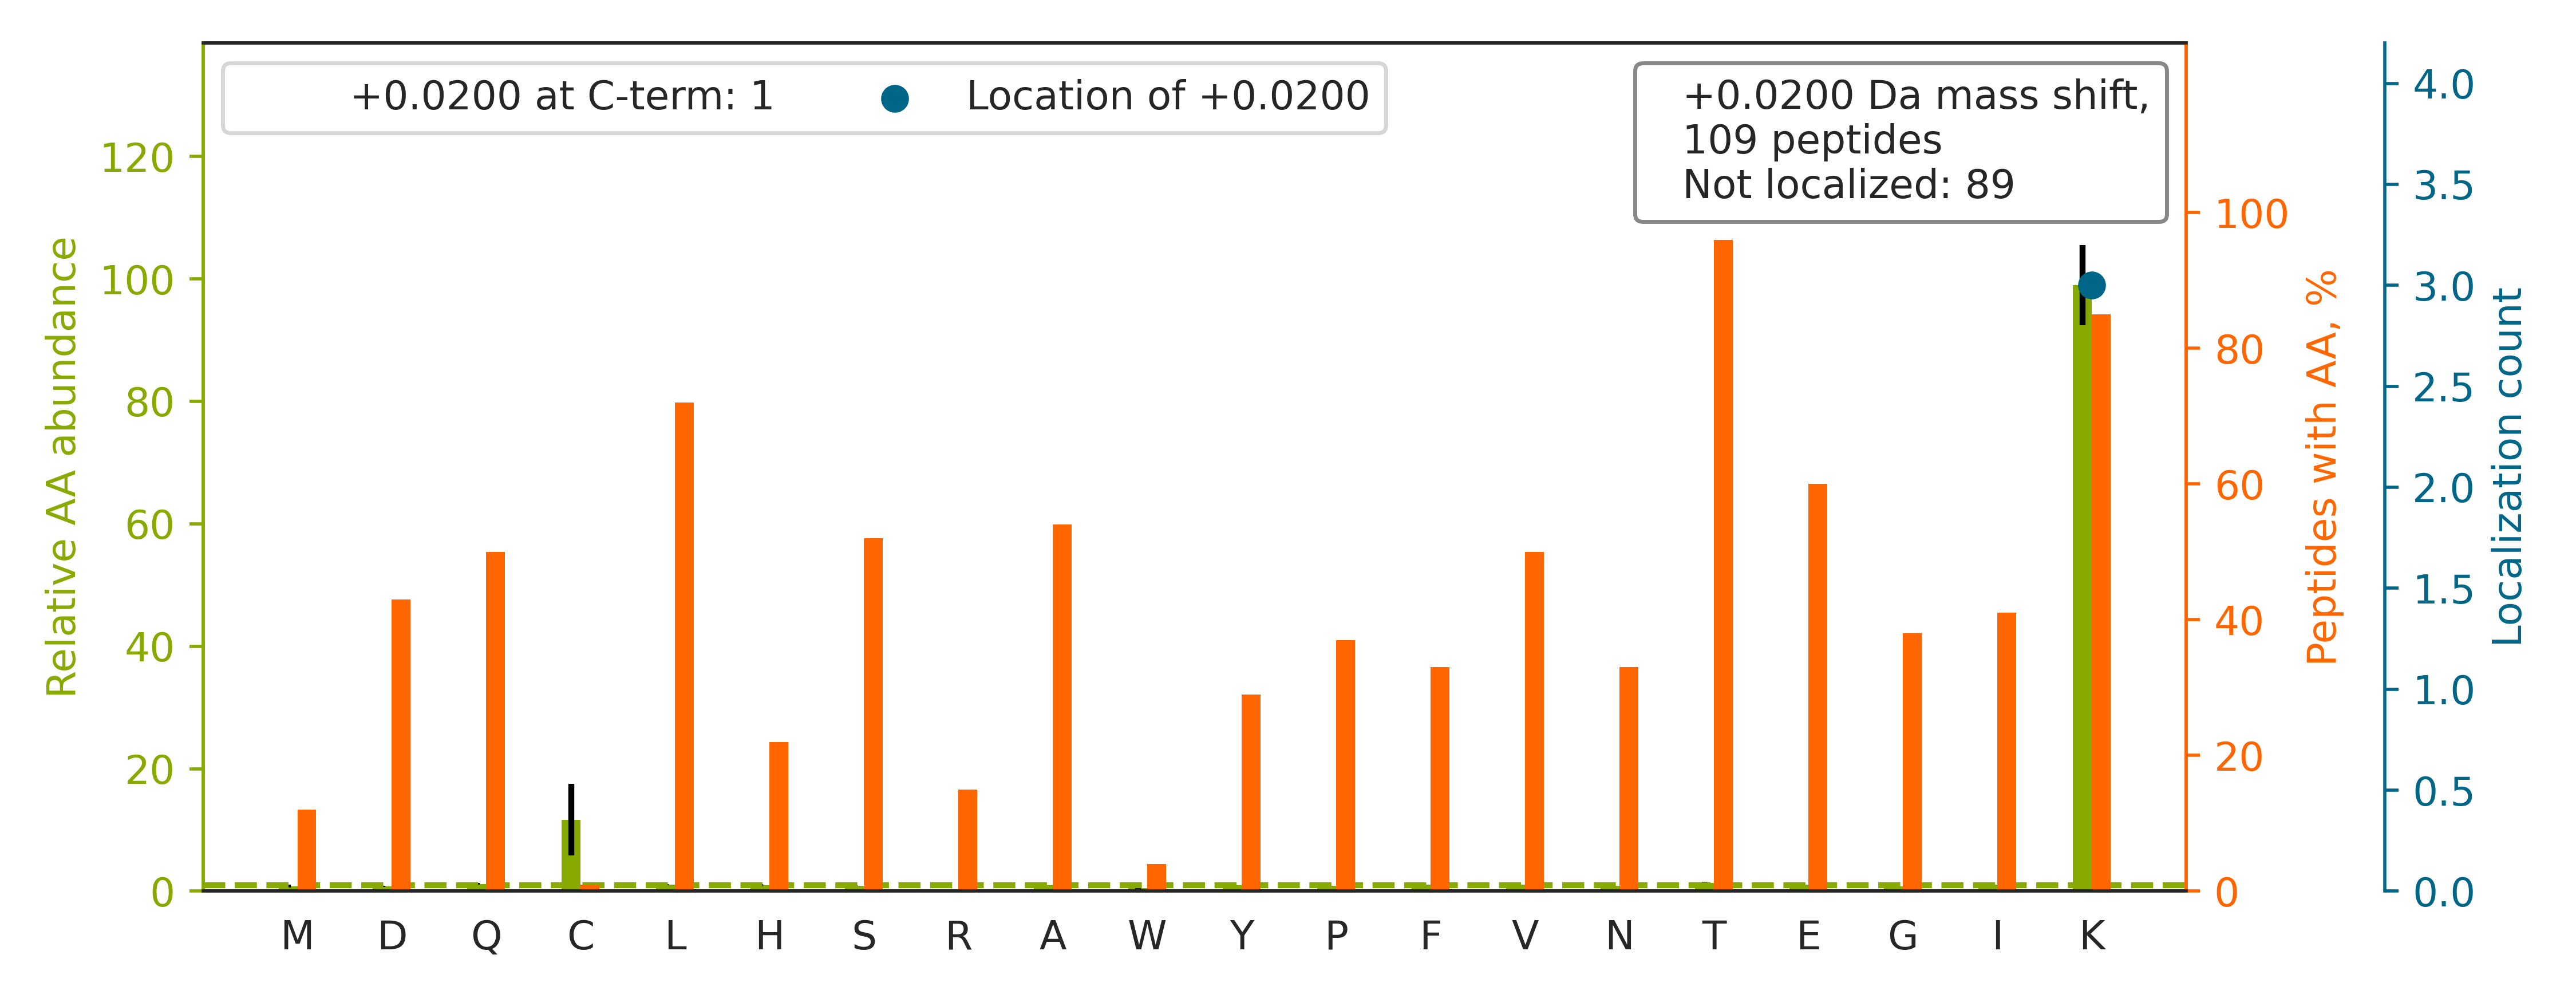 +0.0200 at C-term: 1
Location of +0.0200
+0.0200 Da mass shift,
109 peptides
Not localized: 89
Relative AA abundance
120
100
80
60
40
20
0
Peptides with AA, %
100
80
60
40
20
0
Localization count
4.0
3.5
3.0
2.5
2.0
1.5
1.0
0.5
0.0
M D Q C L H S R A W Y P F V N T E G I K